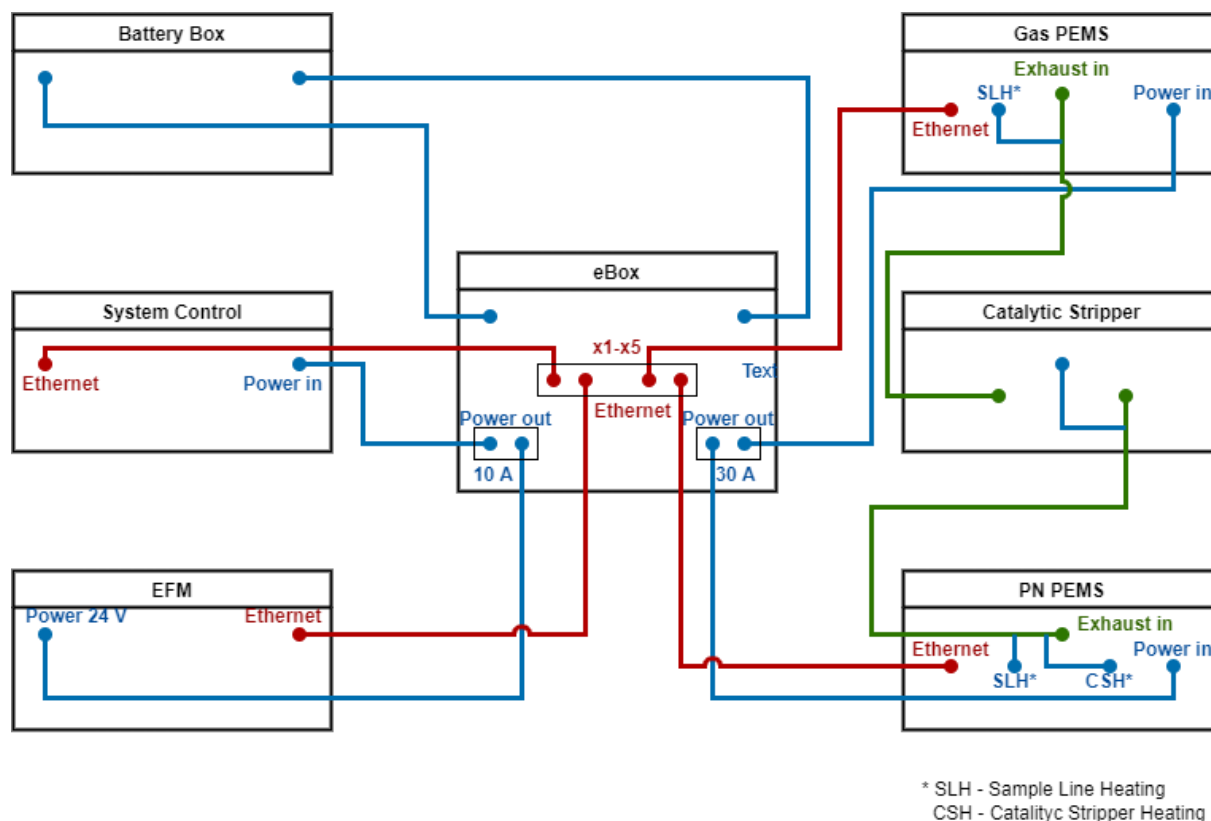 Battery Box
Gas PEMS
Exhaust in
SLH*
Power in
Ethernet
eBox
System Control
Catalytic Stripper
x1-x5
Ethernet
Power in
Text
Ethernet
Power out
Power out
10 A
30 A
EFM
PN PEMS
Power 24 V
Ethernet
Exhaust in
Ethernet
Power in
SLH*
CSH*
* SLH - Sample Line Heating
CSH - Catalityc Stripper Heating